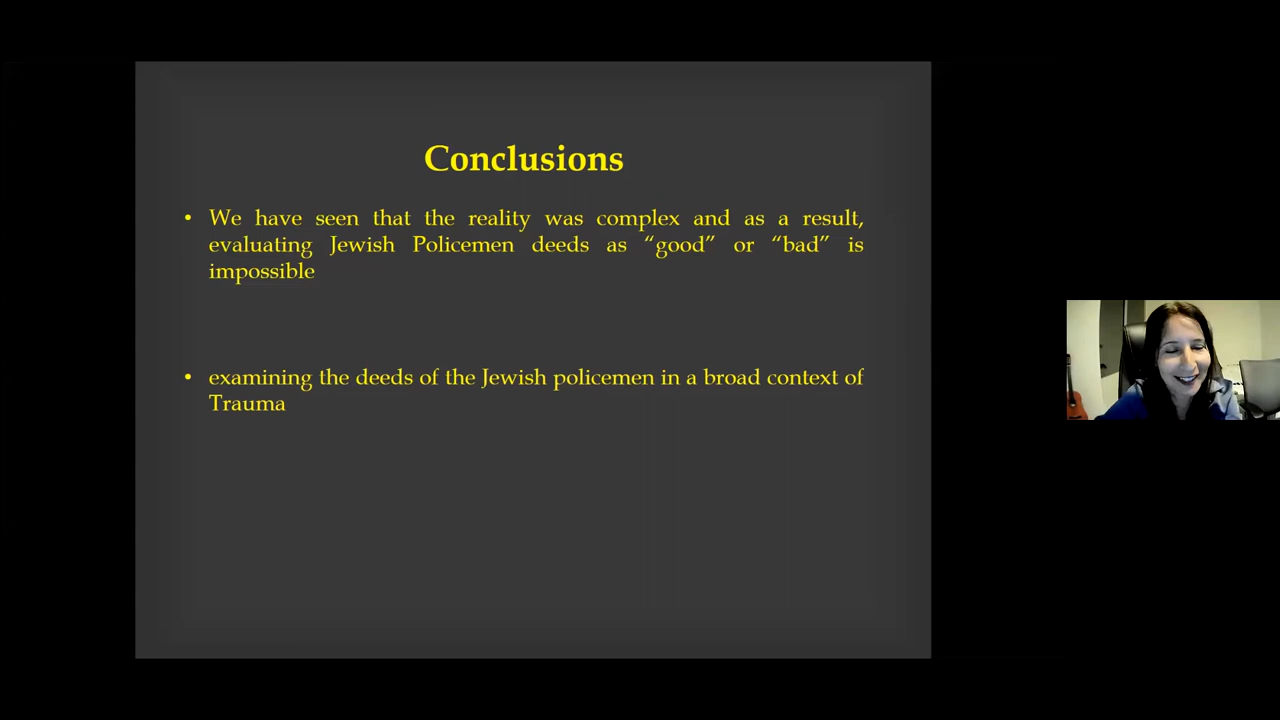 Conclusions
• We have seen that the reality was complex and as a result,
evaluating Jewish Policemen deeds as “good” or “bad” is
impossible
• examining the deeds of the Jewish policemen in a broad context of
Trauma